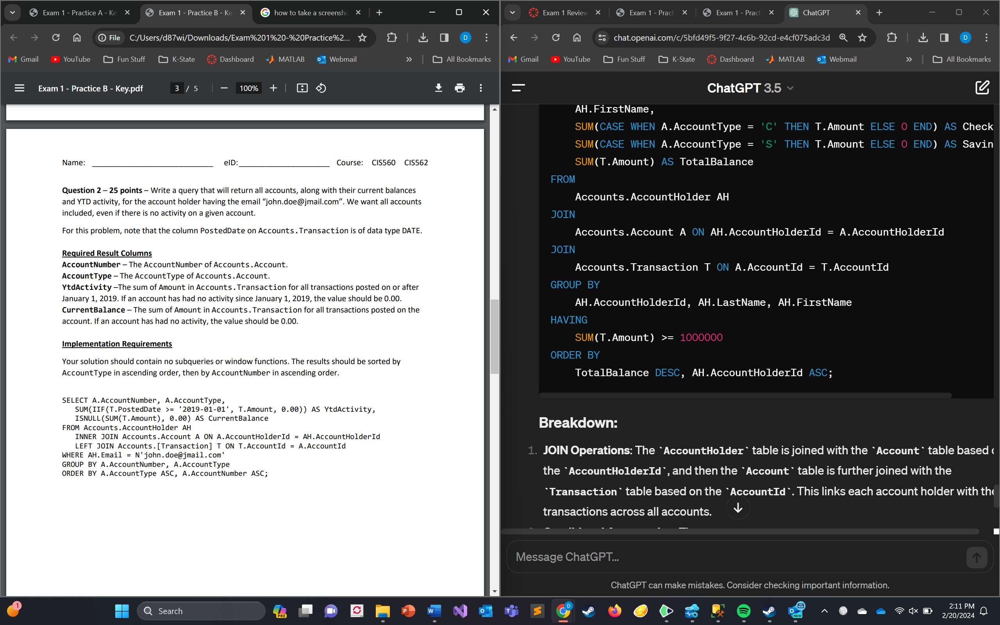 Exam 1 - Practice A - Ke
Exam 1 - Practice B - Ke
how to take a screensho
File
C:/Users/d87wi/Downloads/Exam%201%20-%20Practice%2...
D
Gmail
YouTube
Fun Stuff
K-State
Dashboard
MATLAB
Webmail
»
All Bookmarks
Exam 1 - Practice B - Key.pdf
3 / 5
100%
Name: ____________________________ eID:_____________________ Course: CIS560 CIS562
Question 2 – 25 points – Write a query that will return all accounts, along with their current balances
and YTD activity, for the account holder having the email “john.doe@jmail.com”. We want all accounts
included, even if there is no activity on a given account.
For this problem, note that the column PostedDate on Accounts.Transaction is of data type DATE.
Required Result Columns
AccountNumber – The AccountNumber of Accounts.Account.
AccountType – The AccountType of Accounts.Account.
YtdActivity –The sum of Amount in Accounts.Transaction for all transactions posted on or after
January 1, 2019. If an account has had no activity since January 1, 2019, the value should be 0.00.
CurrentBalance – The sum of Amount in Accounts.Transaction for all transactions posted on the
account. If an account has had no activity, the value should be 0.00.
Implementation Requirements
Your solution should contain no subqueries or window functions. The results should be sorted by
AccountType in ascending order, then by AccountNumber in ascending order.
SELECT A.AccountNumber, A.AccountType,
SUM(IIF(T.PostedDate >= '2019-01-01', T.Amount, 0.00)) AS YtdActivity,
ISNULL(SUM(T.Amount), 0.00) AS CurrentBalance
FROM Accounts.AccountHolder AH
INNER JOIN Accounts.Account A ON A.AccountHolderId = AH.AccountHolderId
LEFT JOIN Accounts.[Transaction] T ON T.AccountId = A.AccountId
WHERE AH.Email = N'john.doe@jmail.com'
GROUP BY A.AccountNumber, A.AccountType
ORDER BY A.AccountType ASC, A.AccountNumber ASC;
Exam 1 Review
Exam 1 - Practi
Exam 1 - Practi
ChatGPT
chat.openai.com/c/5bfd49f5-9f27-4c6b-92cd-e4cf075adc3d
D
Gmail
YouTube
Fun Stuff
K-State
Dashboard
MATLAB
Webmail
»
All Bookmarks
ChatGPT 3.5
AH.FirstName,
SUM(CASE WHEN A.AccountType = 'C' THEN T.Amount ELSE 0 END) AS Check
SUM(CASE WHEN A.AccountType = 'S' THEN T.Amount ELSE 0 END) AS Savin
SUM(T.Amount) AS TotalBalance
FROM
Accounts.AccountHolder AH
JOIN
Accounts.Account A ON AH.AccountHolderId = A.AccountHolderId
JOIN
Accounts.Transaction T ON A.AccountId = T.AccountId
GROUP BY
AH.AccountHolderId, AH.LastName, AH.FirstName
HAVING
SUM(T.Amount) >= 1000000
ORDER BY
TotalBalance DESC, AH.AccountHolderId ASC;
Breakdown:
1. JOIN Operations: The `AccountHolder` table is joined with the `Account` table based
the `AccountHolderId`, and then the `Account` table is further joined with the
`Transaction` table based on the `AccountId`. This links each account holder with the
transactions across all accounts.
Message ChatGPT...
ChatGPT can make mistakes. Consider checking important information.
1
Search
PRE
D
NEW
2:11 PM
2/20/2024